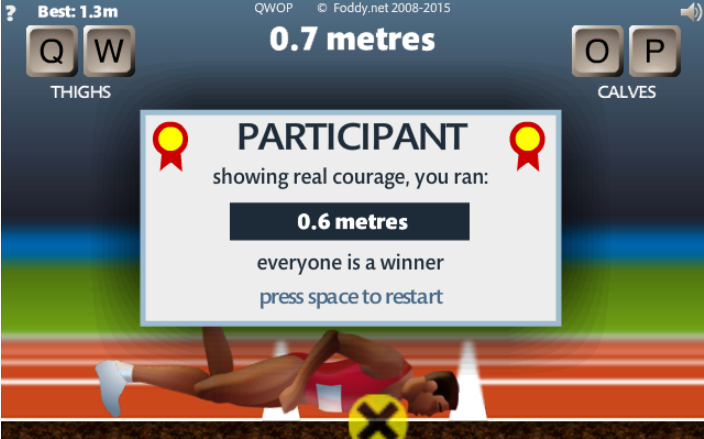 ?
Best: 1.3m
QWOP © Foddy.net 2008-2015
0.7 metres
Q W
THIGHS
O P
CALVES
PARTICIPANT
showing real courage, you ran:
0.6 metres
everyone is a winner
press space to restart